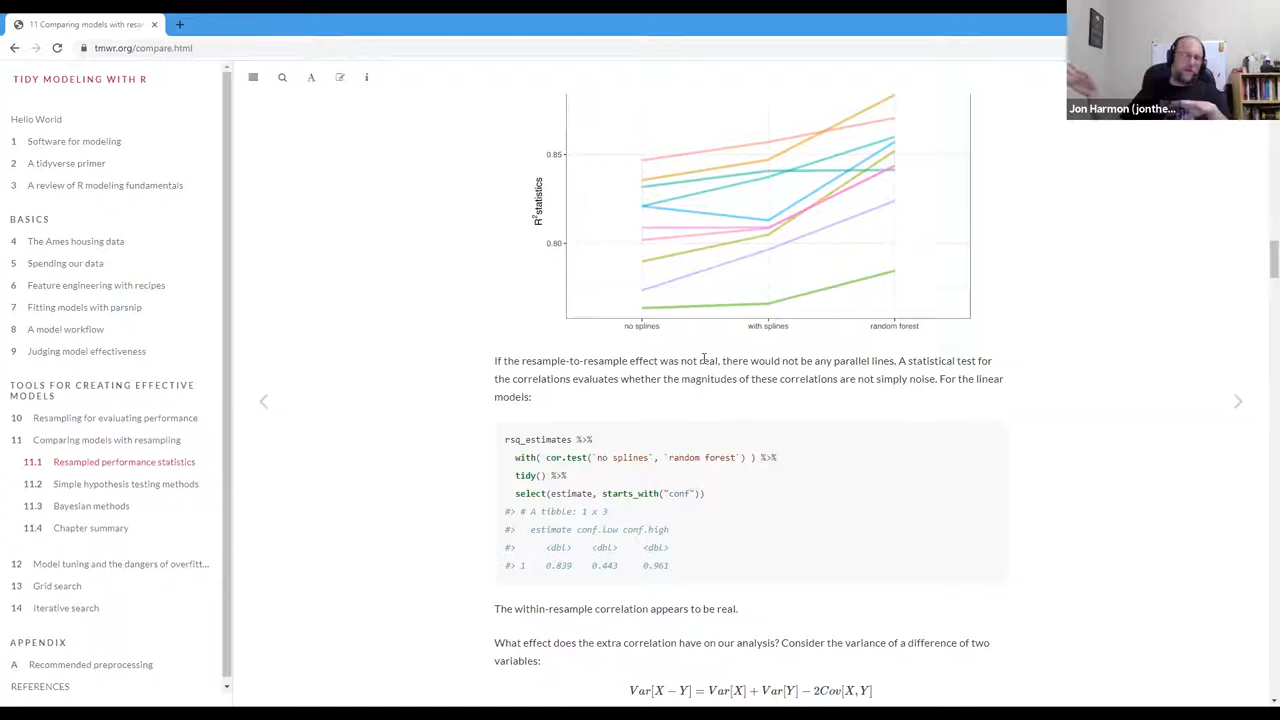 11 Comparing models with resa
tmwr.org/compare.html
Jon Harmon (jonthe...
TIDY MODELING WITH R
Hello World
1 Software for modeling
2 A tidyverse primer
3 A review of R modeling fundamentals
BASICS
4 The Ames housing data
5 Spending our data
6 Feature engineering with recipes
7 Fitting models with parsnip
8 A model workflow
9 Judging model effectiveness
TOOLS FOR CREATING EFFECTIVE
MODELS
10 Resampling for evaluating performance
11 Comparing models with resampling
11.1 Resampled performance statistics
11.2 Simple hypothesis testing methods
11.3 Bayesian methods
11.4 Chapter summary
12 Model tuning and the dangers of overfitt...
13 Grid search
14 Iterative search
APPENDIX
A Recommended preprocessing
REFERENCES
0.85
0.80
R² statistics
no splines with splines random forest
If the resample-to-resample effect was not real, there would not be any parallel lines. A statistical test for
the correlations evaluates whether the magnitudes of these correlations are not simply noise. For the linear
models:
rsq_estimates %>%
with( cor.test(`no splines`, `random forest`) ) %>%
tidy() %>%
select(estimate, starts_with("conf"))
#> # A tibble: 1 x 3
#> estimate conf.low conf.high
#> <dbl> <dbl> <dbl>
#> 1 0.839 0.443 0.961
The within-resample correlation appears to be real.
What effect does the extra correlation have on our analysis? Consider the variance of a difference of two
variables:
Var[X − Y] = Var[X] + Var[Y] − 2Cov[X, Y]